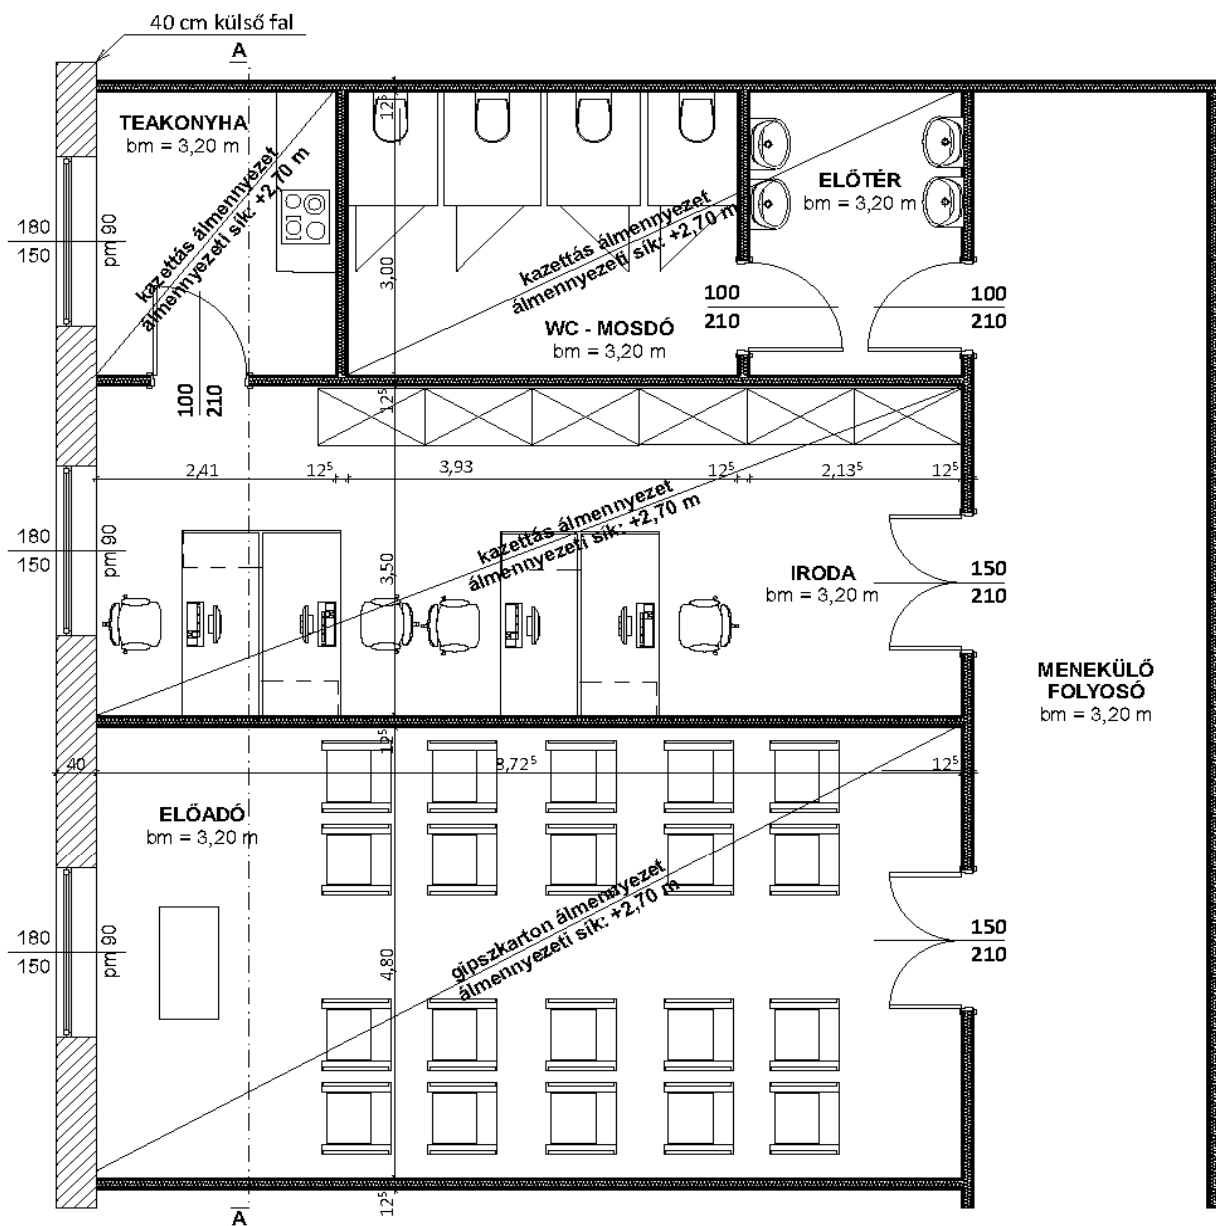 40 cm külső fal
A
TEAKONYHA
bm = 3,20 m
kazettás álmennyezet
álmennyezeti sík: +2,70 m
180
150
pm 90
100
210
12⁵
3,00
12⁵
kazettás álmennyezet
álmennyezeti sík: +2,70 m
WC - MOSDÓ
bm = 3,20 m
ELŐTÉR
bm = 3,20 m
100
210
100
210
2,41
12⁵
3,93
12⁵
2,13⁵
12⁵
180
150
pm 90
kazettás álmennyezet
álmennyezeti sík: +2,70 m
3,50
IRODA
bm = 3,20 m
150
210
MENEKÜLŐ
FOLYOSÓ
bm = 3,20 m
12⁵
40
8,72⁵
12⁵
ELŐADÓ
bm = 3,20 m
180
150
pm 90
gipszkarton álmennyezet
álmennyezeti sík: +2,70 m
4,80
150
210
12⁵
A